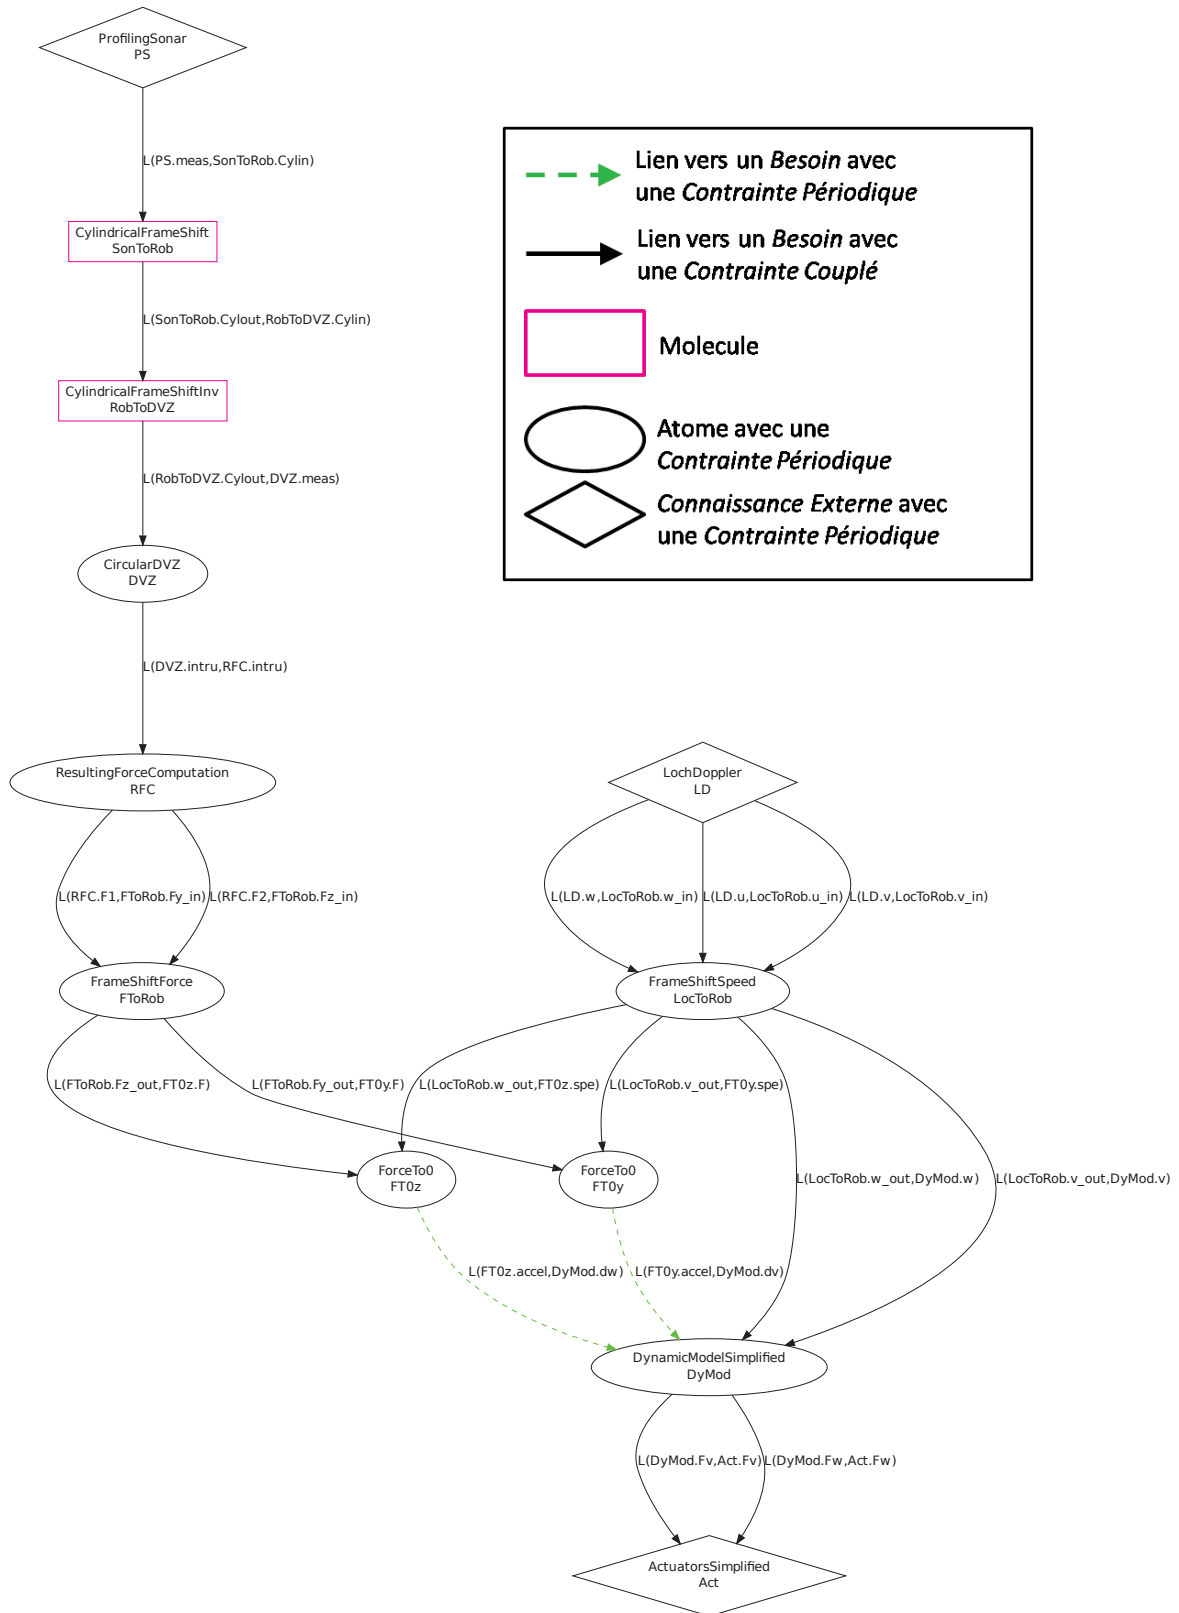 ProfilingSonar
PS
L(PS.meas,SonToRob.Cylin)
CylindricalFrameShift
SonToRob
L(SonToRob.Cylout,RobToDVZ.Cylin)
CylindricalFrameShiftInv
RobToDVZ
L(RobToDVZ.Cylout,DVZ.meas)
CircularDVZ
DVZ
L(DVZ.intru,RFC.intru)
Lien vers un Besoin avec
une Contrainte Périodique
Lien vers un Besoin avec
une Contrainte Couplé
Molecule
Atome avec une
Contrainte Périodique
Connaissance Externe avec
une Contrainte Périodique
ResultingForceComputation
RFC
LochDoppler
LD
L(RFC.F1,FToRob.Fy_in)
L(RFC.F2,FToRob.Fz_in)
L(LD.w,LocToRob.w_in)
L(LD.u,LocToRob.u_in)
L(LD.v,LocToRob.v_in)
FrameShiftForce
FToRob
FrameShiftSpeed
LocToRob
L(FToRob.Fz_out,FT0z.F)
L(FToRob.Fy_out,FT0y.F)
L(LocToRob.w_out,FT0z.spe)
L(LocToRob.v_out,FT0y.spe)
ForceTo0
FT0z
ForceTo0
FT0y
L(LocToRob.w_out,DyMod.w)
L(LocToRob.v_out,DyMod.v)
L(FT0z.accel,DyMod.dw)
L(FT0y.accel,DyMod.dv)
DynamicModelSimplified
DyMod
L(DyMod.Fv,Act.Fv)
L(DyMod.Fw,Act.Fw)
ActuatorsSimplified
Act